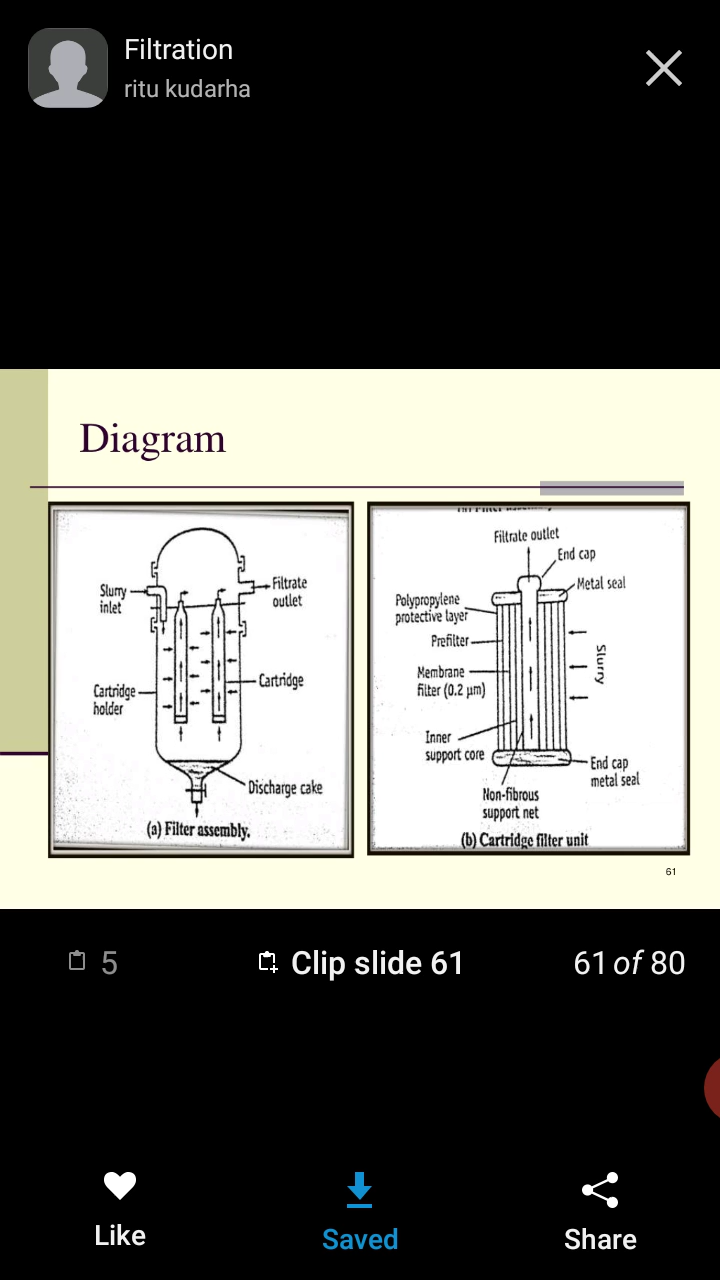 Filtration
ritu kudarha
Diagram
Slurry
inlet
Filtrate
outlet
Cartridge
holder
Cartridge
Discharge cake
(a) Filter assembly.
Filtrate outlet
End cap
Metal seal
Polypropylene
protective layer
Prefilter
Membrane
filter (0.2 µm)
Slurry
Inner
support core
End cap
metal seal
Non-fibrous
support net
(b) Cartridge filter unit
61
5
Clip slide 61
61 of 80
Like
Saved
Share